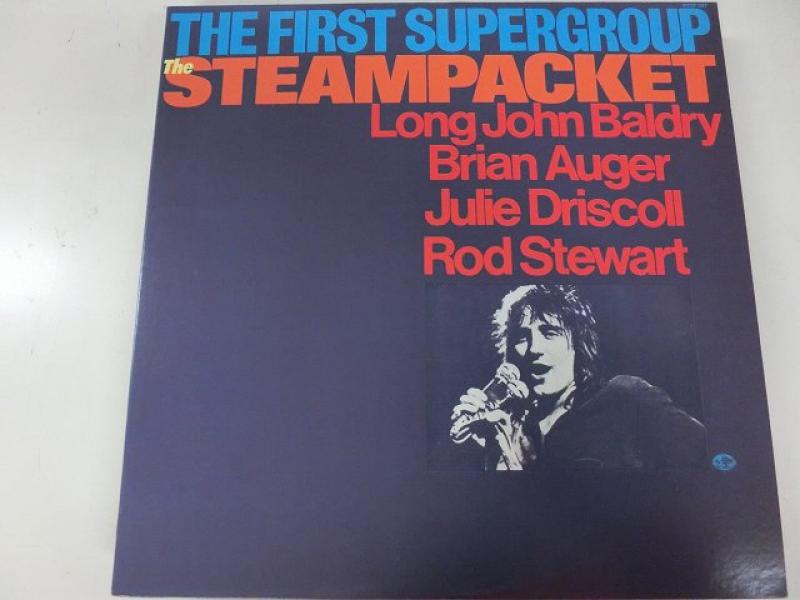 THE FIRST SUPERGROUP
The STEAMPACKET
Long John Baldry
Brian Auger
Julie Driscoll
Rod Stewart